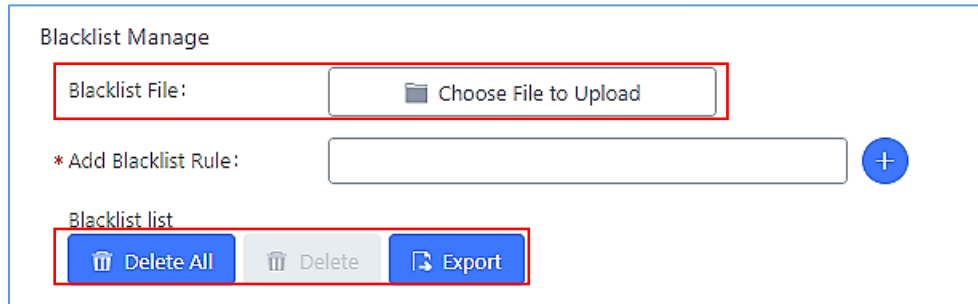 Blacklist Manage
Blacklist File:
Choose File to Upload
* Add Blacklist Rule:
Blacklist list
Delete All Delete Export